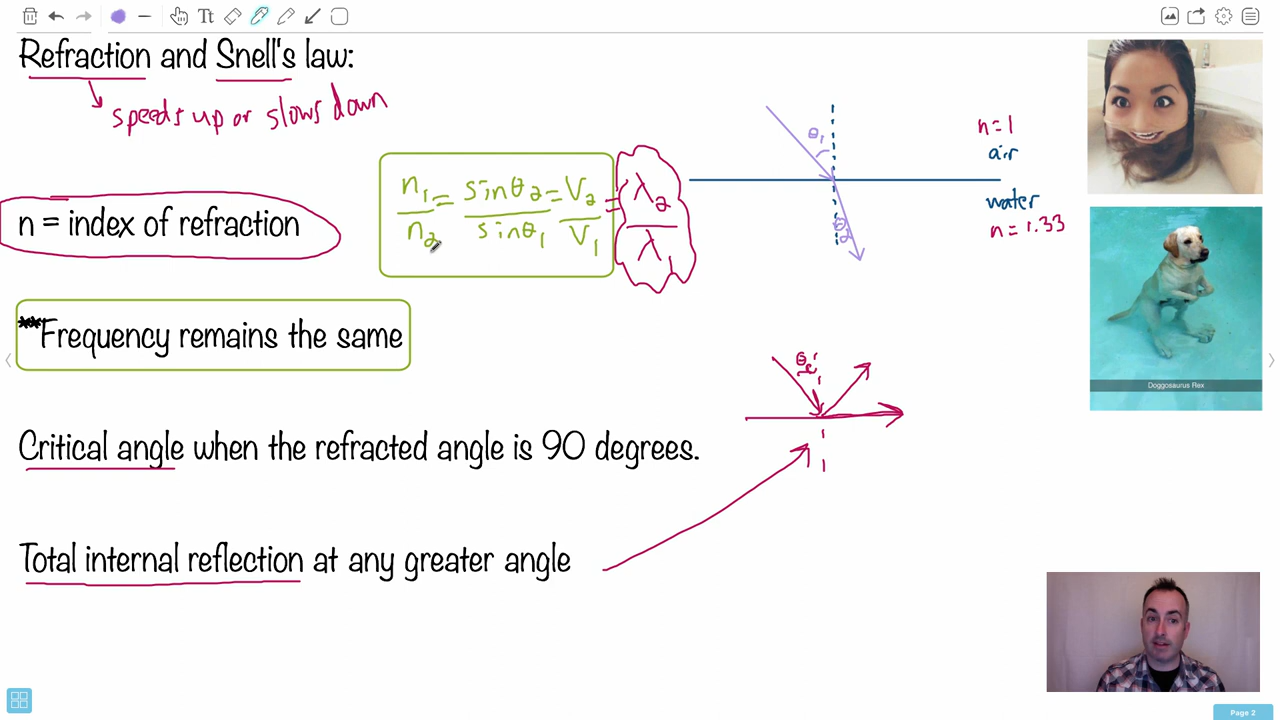 Tt
Refraction and Snell's law:
speeds up or slows down
n = index of refraction
n1/n2 = sinθ2/sinθ1 = V2/V1 = λ2/λ1
θ1
θ2
n=1
air
water
n=1.33
**Frequency remains the same
θc
Critical angle when the refracted angle is 90 degrees.
Doggosaurus Rex
Total internal reflection at any greater angle
Page 2